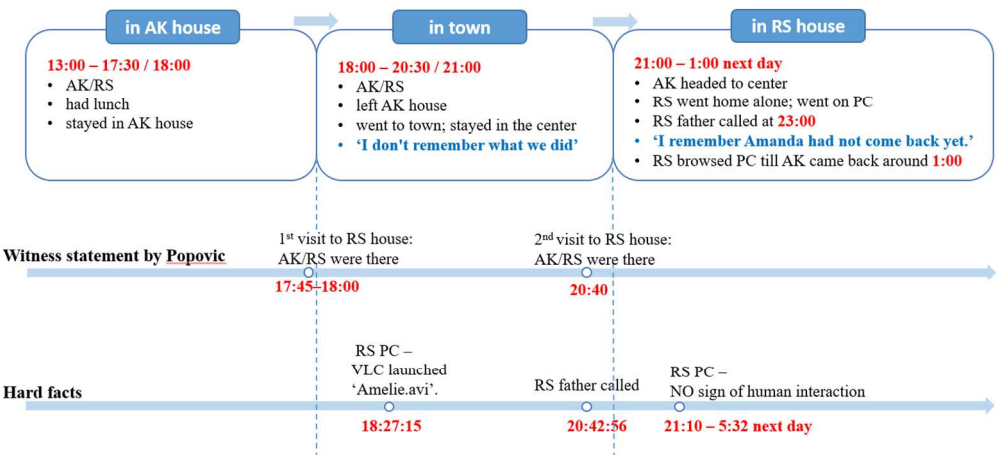 in AK house
13:00 – 17:30 / 18:00
• AK/RS
• had lunch
• stayed in AK house
in town
18:00 – 20:30 / 21:00
• AK/RS
• left AK house
• went to town; stayed in the center
• ‘I don't remember what we did’
in RS house
21:00 – 1:00 next day
• AK headed to center
• RS went home alone; went on PC
• RS father called at 23:00
• ‘I remember Amanda had not come back yet.’
• RS browsed PC till AK came back around 1:00
Witness statement by Popovic
1st visit to RS house:
AK/RS were there
17:45–18:00
2nd visit to RS house:
AK/RS were there
20:40
Hard facts
RS PC –
VLC launched
‘Amelie.avi’.
18:27:15
RS father called
20:42:56
RS PC –
NO sign of human interaction
21:10 – 5:32 next day